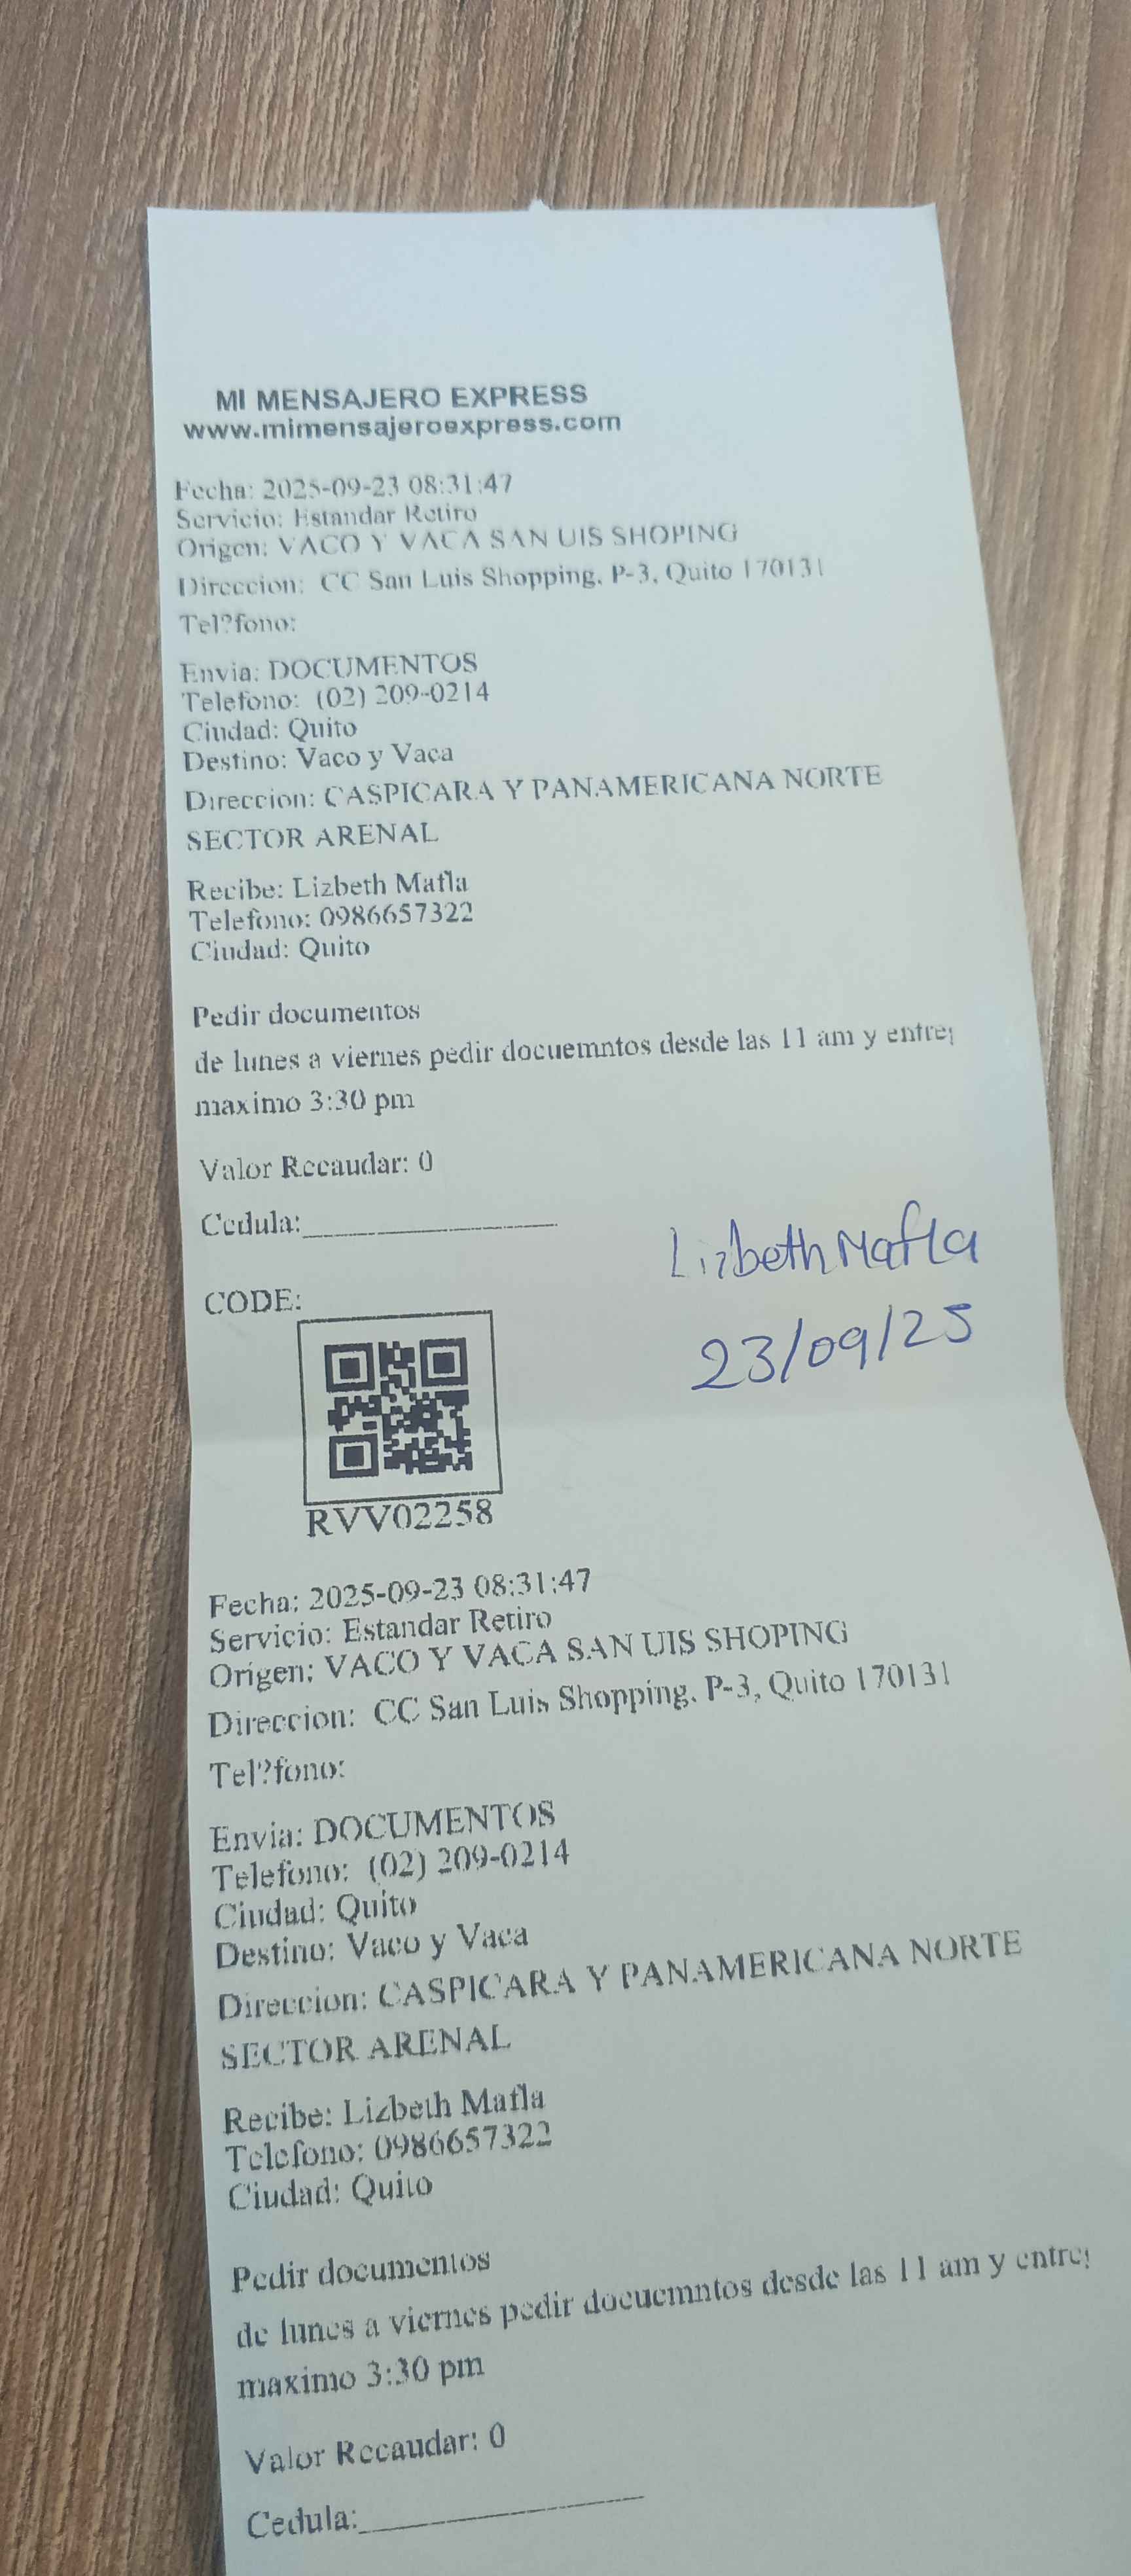 MI MENSAJERO EXPRESS
www.mimensajeroexpress.com
Fecha: 2025-09-23 08:31:47
Servicio: Estandar Retiro
Origen: VACO Y VACA SAN UIS SHOPING
Direccion: CC San Luis Shopping, P-3, Quito 170131
Tel?fono:
Envia: DOCUMENTOS
Telefono: (02) 209-0214
Ciudad: Quito
Destino: Vaco y Vaca
Direccion: CASPICARA Y PANAMERICANA NORTE
SECTOR ARENAL
Recibe: Lizbeth Mafla
Telefono: 0986657322
Ciudad: Quito
Pedir documentos
de lunes a viernes pedir docuemntos desde las 11 am y entre
maximo 3:30 pm
Valor Recaudar: 0
Cedula:
Lizbeth Mafla
23/09/25
CODE:
RVV02258
Fecha: 2025-09-23 08:31:47
Servicio: Estandar Retiro
Origen: VACO Y VACA SAN UIS SHOPING
Direccion: CC San Luis Shopping, P-3, Quito 170131
Tel?fono:
Envia: DOCUMENTOS
Telefono: (02) 209-0214
Ciudad: Quito
Destino: Vaco y Vaca
Direccion: CASPICARA Y PANAMERICANA NORTE
SECTOR ARENAL
Recibe: Lizbeth Mafla
Telefono: 0986657322
Ciudad: Quito
Pedir documentos
de lunes a viernes pedir docuemntos desde las 11 am y entre
maximo 3:30 pm
Valor Recaudar: 0
Cedula: